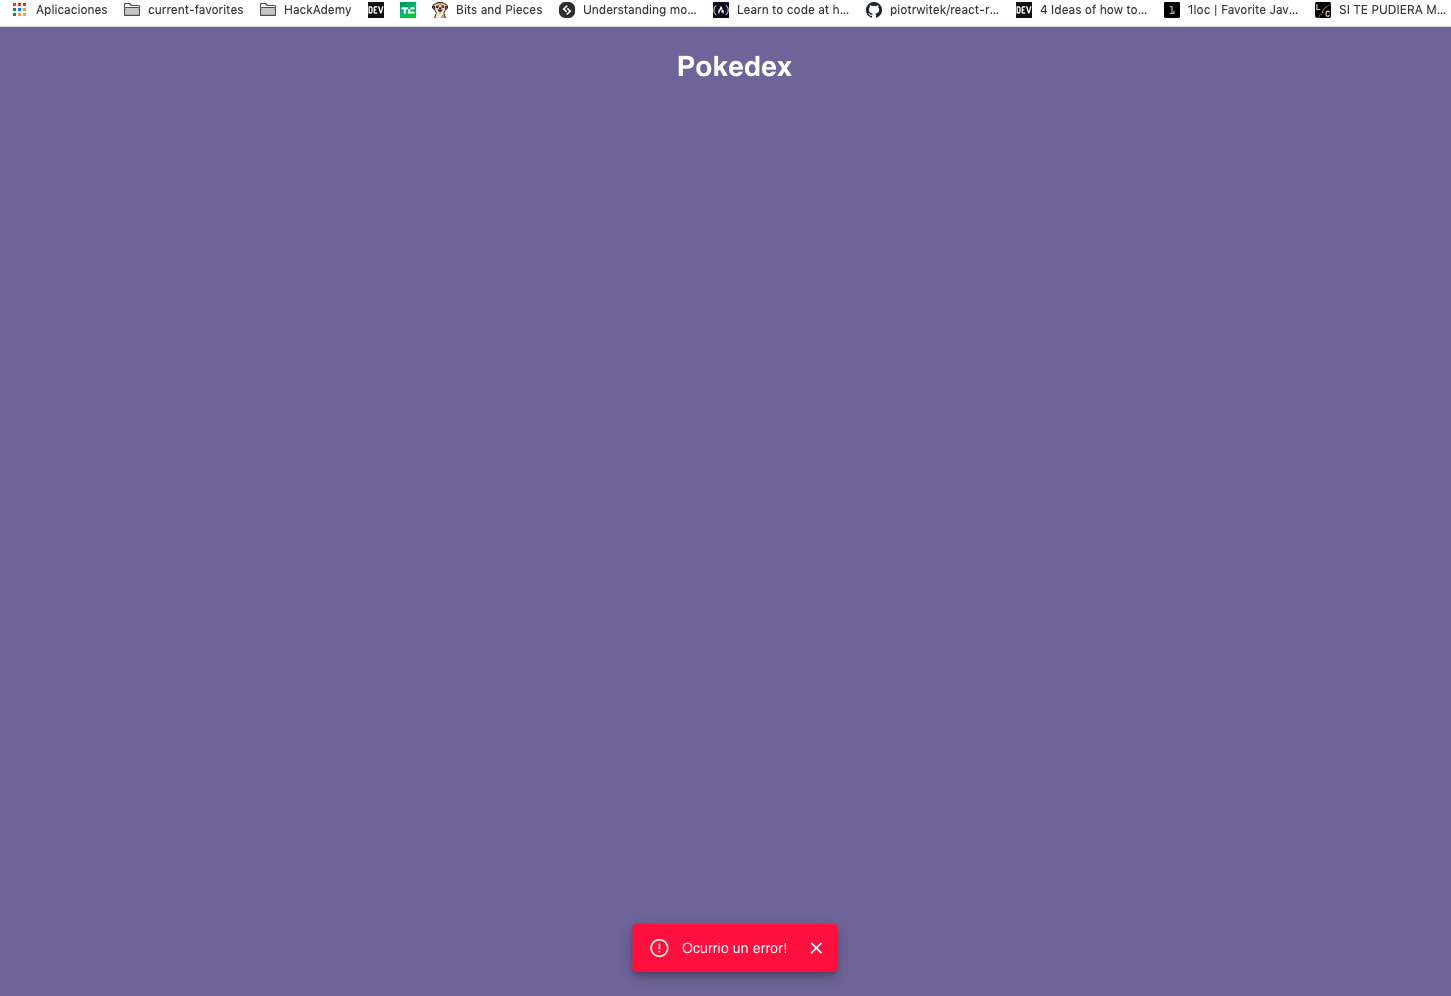 Aplicaciones current-favorites HackAdemy DEV TC Bits and Pieces Understanding mo... Learn to code at h... piotrwitek/react-r... DEV 4 Ideas of how to... 1 1loc | Favorite Jav... L/C SI TE PUDIERA M...
Pokedex
Ocurrio un error!